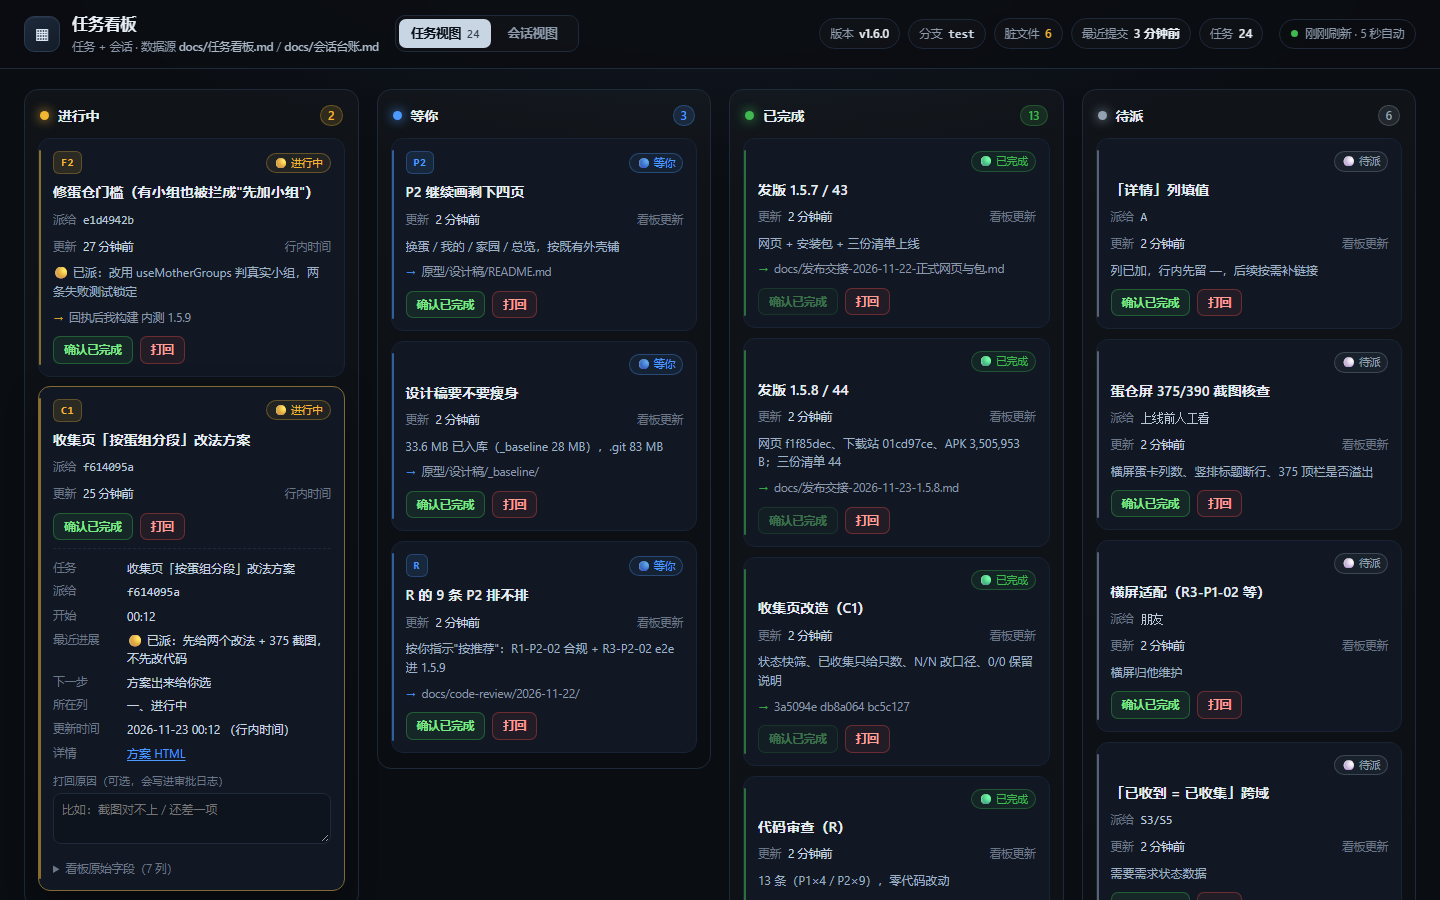 任务看板
任务 + 会话 · 数据源 docs/任务看板.md / docs/会话台账.md
任务视图 24
会话视图
版本 v1.6.0
分支 test
脏文件 6
最近提交 3 分钟前
任务 24
刚刚刷新 · 5 秒自动
进行中 2
F2 进行中
修蛋仓门槛（有小组也被拦成"先加小组"）
派给 e1d4942b
更新 27 分钟前 行内时间
已派：改用 useMotherGroups 判真实小组，两
条失败测试锁定
→ 回执后我构建 内测 1.5.9
确认已完成 打回
C1 进行中
收集页「按蛋组分段」改法方案
派给 f614095a
更新 25 分钟前 行内时间
确认已完成 打回
任务 收集页「按蛋组分段」改法方案
派给 f614095a
开始 00:12
最近进展 已派：先给两个改法 + 375 截图，
不先改代码
下一步 方案出来给你选
所在列 一、进行中
更新时间 2026-11-23 00:12 （行内时间）
详情 方案 HTML
打回原因（可选，会写进审批日志）
比如：截图对不上 / 还差一项
▶ 看板原始字段（7 列）
等你 3
P2 等你
P2 继续画剩下四页
更新 2 分钟前 看板更新
换蛋 / 我的 / 家园 / 总览，按既有外壳铺
→ 原型/设计稿/README.md
确认已完成 打回
等你
设计稿要不要瘦身
更新 2 分钟前 看板更新
33.6 MB 已入库（_baseline 28 MB），.git 83 MB
→ 原型/设计稿/_baseline/
确认已完成 打回
R 等你
R 的 9 条 P2 排不排
更新 2 分钟前 看板更新
按你指示"按推荐"：R1-P2-02 合规 + R3-P2-02 e2e
进 1.5.9
→ docs/code-review/2026-11-22/
确认已完成 打回
已完成 13
已完成
发版 1.5.7 / 43
更新 2 分钟前 看板更新
网页 + 安装包 + 三份清单上线
→ docs/发布交接-2026-11-22-正式网页与包.md
确认已完成 打回
已完成
发版 1.5.8 / 44
更新 2 分钟前 看板更新
网页 f1f85dec、下载站 01cd97ce、APK 3,505,953
B；三份清单 44
→ docs/发布交接-2026-11-23-1.5.8.md
确认已完成 打回
已完成
收集页改造（C1）
更新 2 分钟前 看板更新
状态快筛、已收集只给只数、N/N 改口径、0/0 保留
说明
→ 3a5094e db8a064 bc5c127
确认已完成 打回
已完成
代码审查（R）
更新 2 分钟前 看板更新
13 条（P1×4 / P2×9），零代码改动
待派 6
待派
「详情」列填值
派给 A
更新 2 分钟前 看板更新
列已加，行内先留 —，后续按需补链接
确认已完成 打回
待派
蛋仓屏 375/390 截图核查
派给 上线前人工看
更新 2 分钟前 看板更新
横屏蛋卡列数、竖排标题断行、375 顶栏是否溢出
确认已完成 打回
待派
横屏适配（R3-P1-02 等）
派给 朋友
更新 2 分钟前 看板更新
横屏归他维护
确认已完成 打回
待派
「已收到 = 已收集」跨域
派给 S3/S5
更新 2 分钟前 看板更新
需要需求状态数据